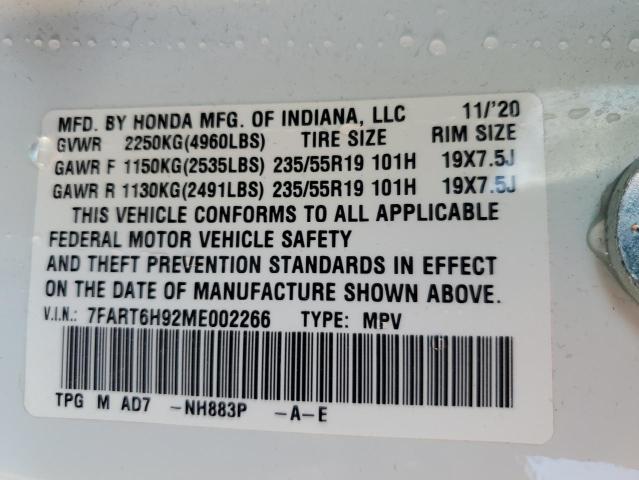 MFD. BY HONDA MFG. OF INDIANA, LLC 11/'20
GVWR 2250KG(4960LBS) TIRE SIZE RIM SIZE
GAWR F 1150KG(2535LBS) 235/55R19 101H 19X7.5J
GAWR R 1130KG(2491LBS) 235/55R19 101H 19X7.5J
THIS VEHICLE CONFORMS TO ALL APPLICABLE
FEDERAL MOTOR VEHICLE SAFETY
AND THEFT PREVENTION STANDARDS IN EFFECT
ON THE DATE OF MANUFACTURE SHOWN ABOVE.
V.I.N.: 7FART6H92ME002266 TYPE: MPV
TPG M AD7 -NH883P -A-E